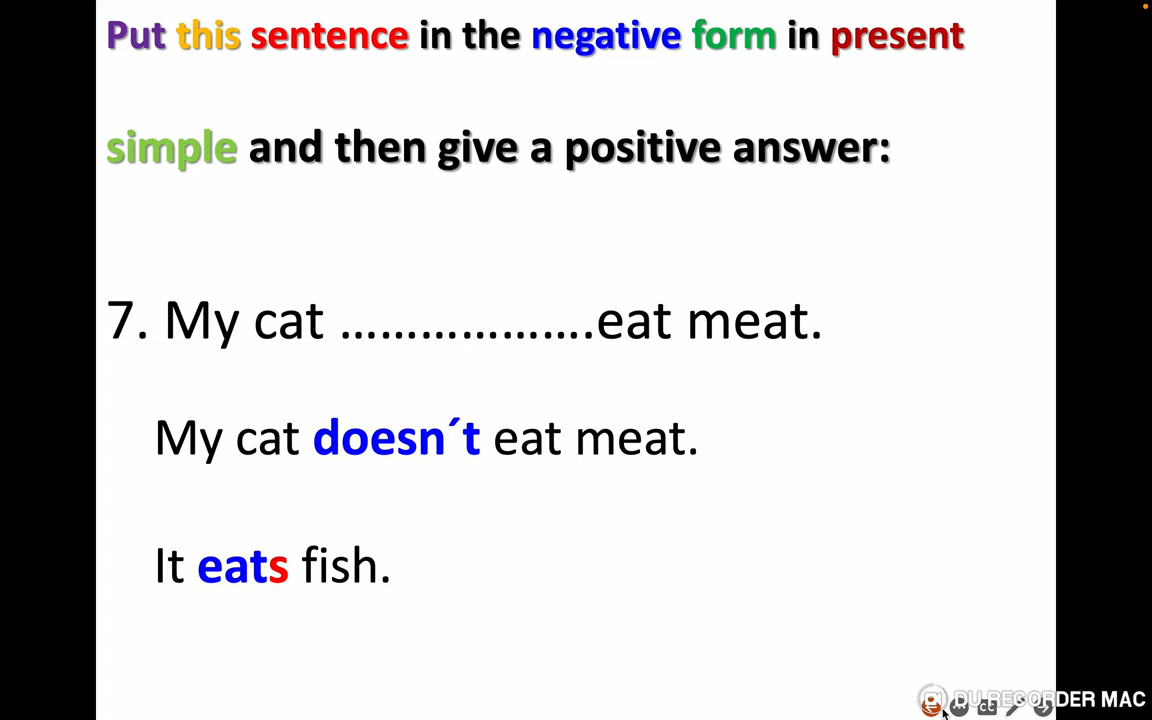 Put this sentence in the negative form in present
simple and then give a positive answer:
7. My cat ……………….eat meat.
My cat doesn´t eat meat.
It eats fish.
DU RECORDER MAC
CC